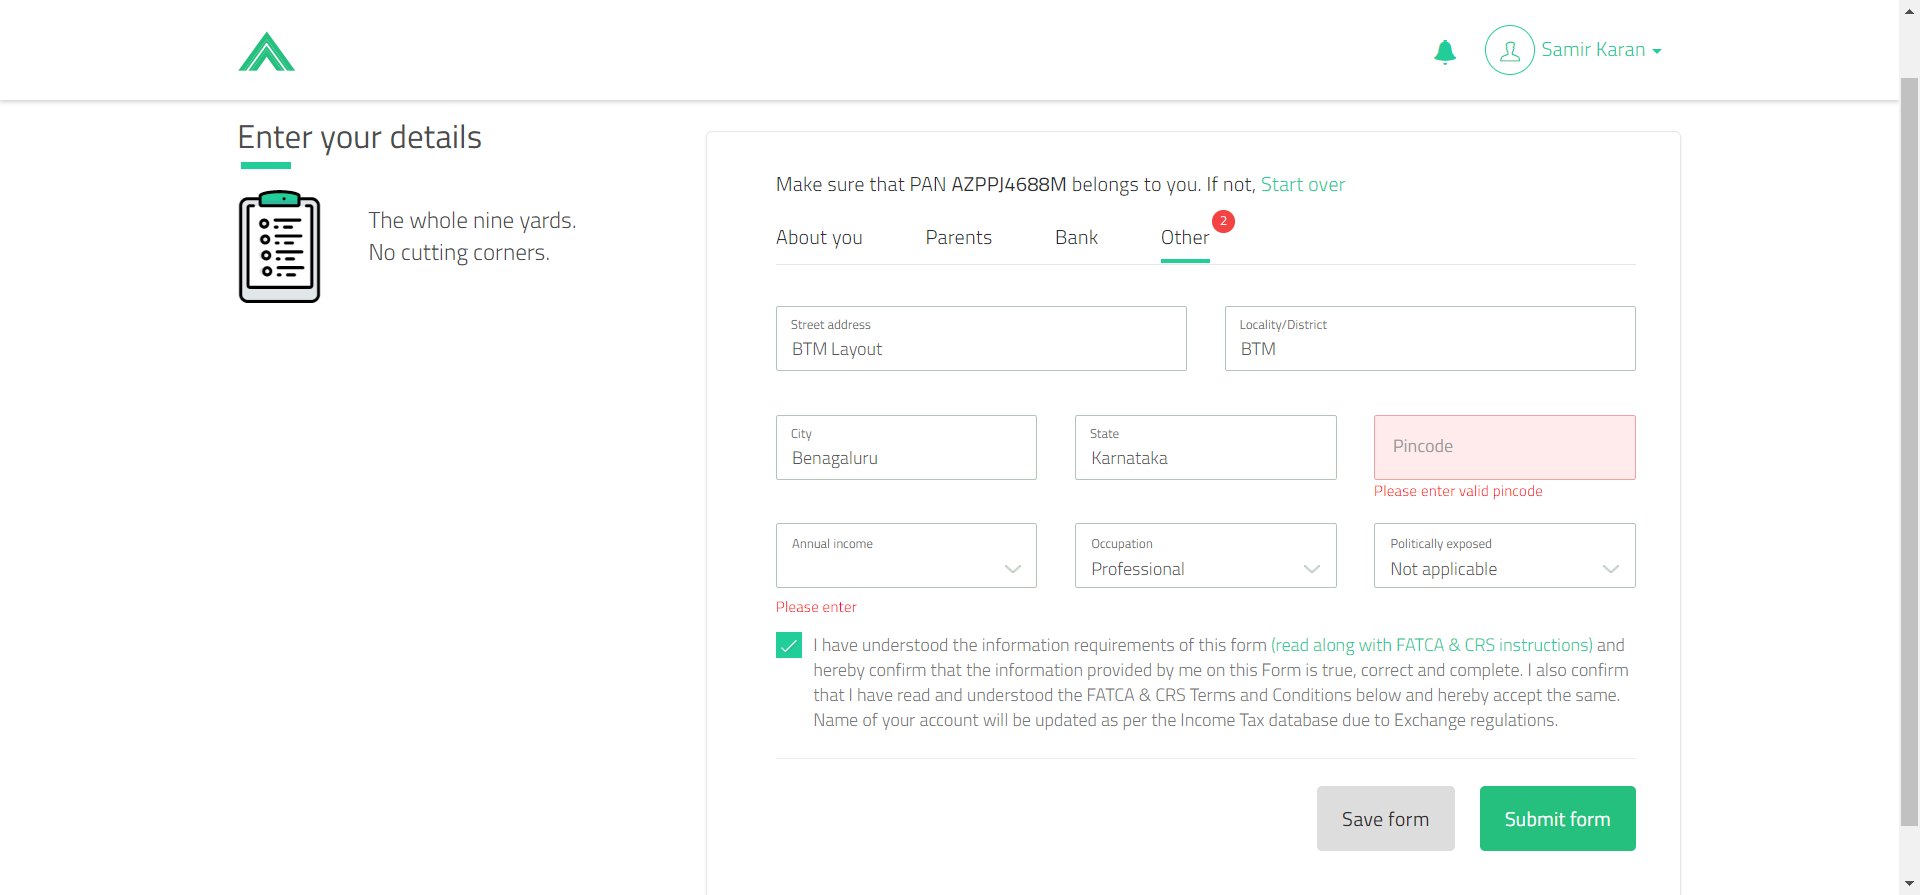 Samir Karan
Enter your details
The whole nine yards.
No cutting corners.
Make sure that PAN AZPPJ4688M belongs to you. If not, Start over
About you
Parents
Bank
Other
2
Street address
BTM Layout
Locality/District
BTM
City
Benagaluru
State
Karnataka
Pincode
Please enter valid pincode
Annual income
Please enter
Occupation
Professional
Politically exposed
Not applicable
I have understood the information requirements of this form (read along with FATCA & CRS instructions) and
hereby confirm that the information provided by me on this Form is true, correct and complete. I also confirm
that I have read and understood the FATCA & CRS Terms and Conditions below and hereby accept the same.
Name of your account will be updated as per the Income Tax database due to Exchange regulations.
Save form
Submit form